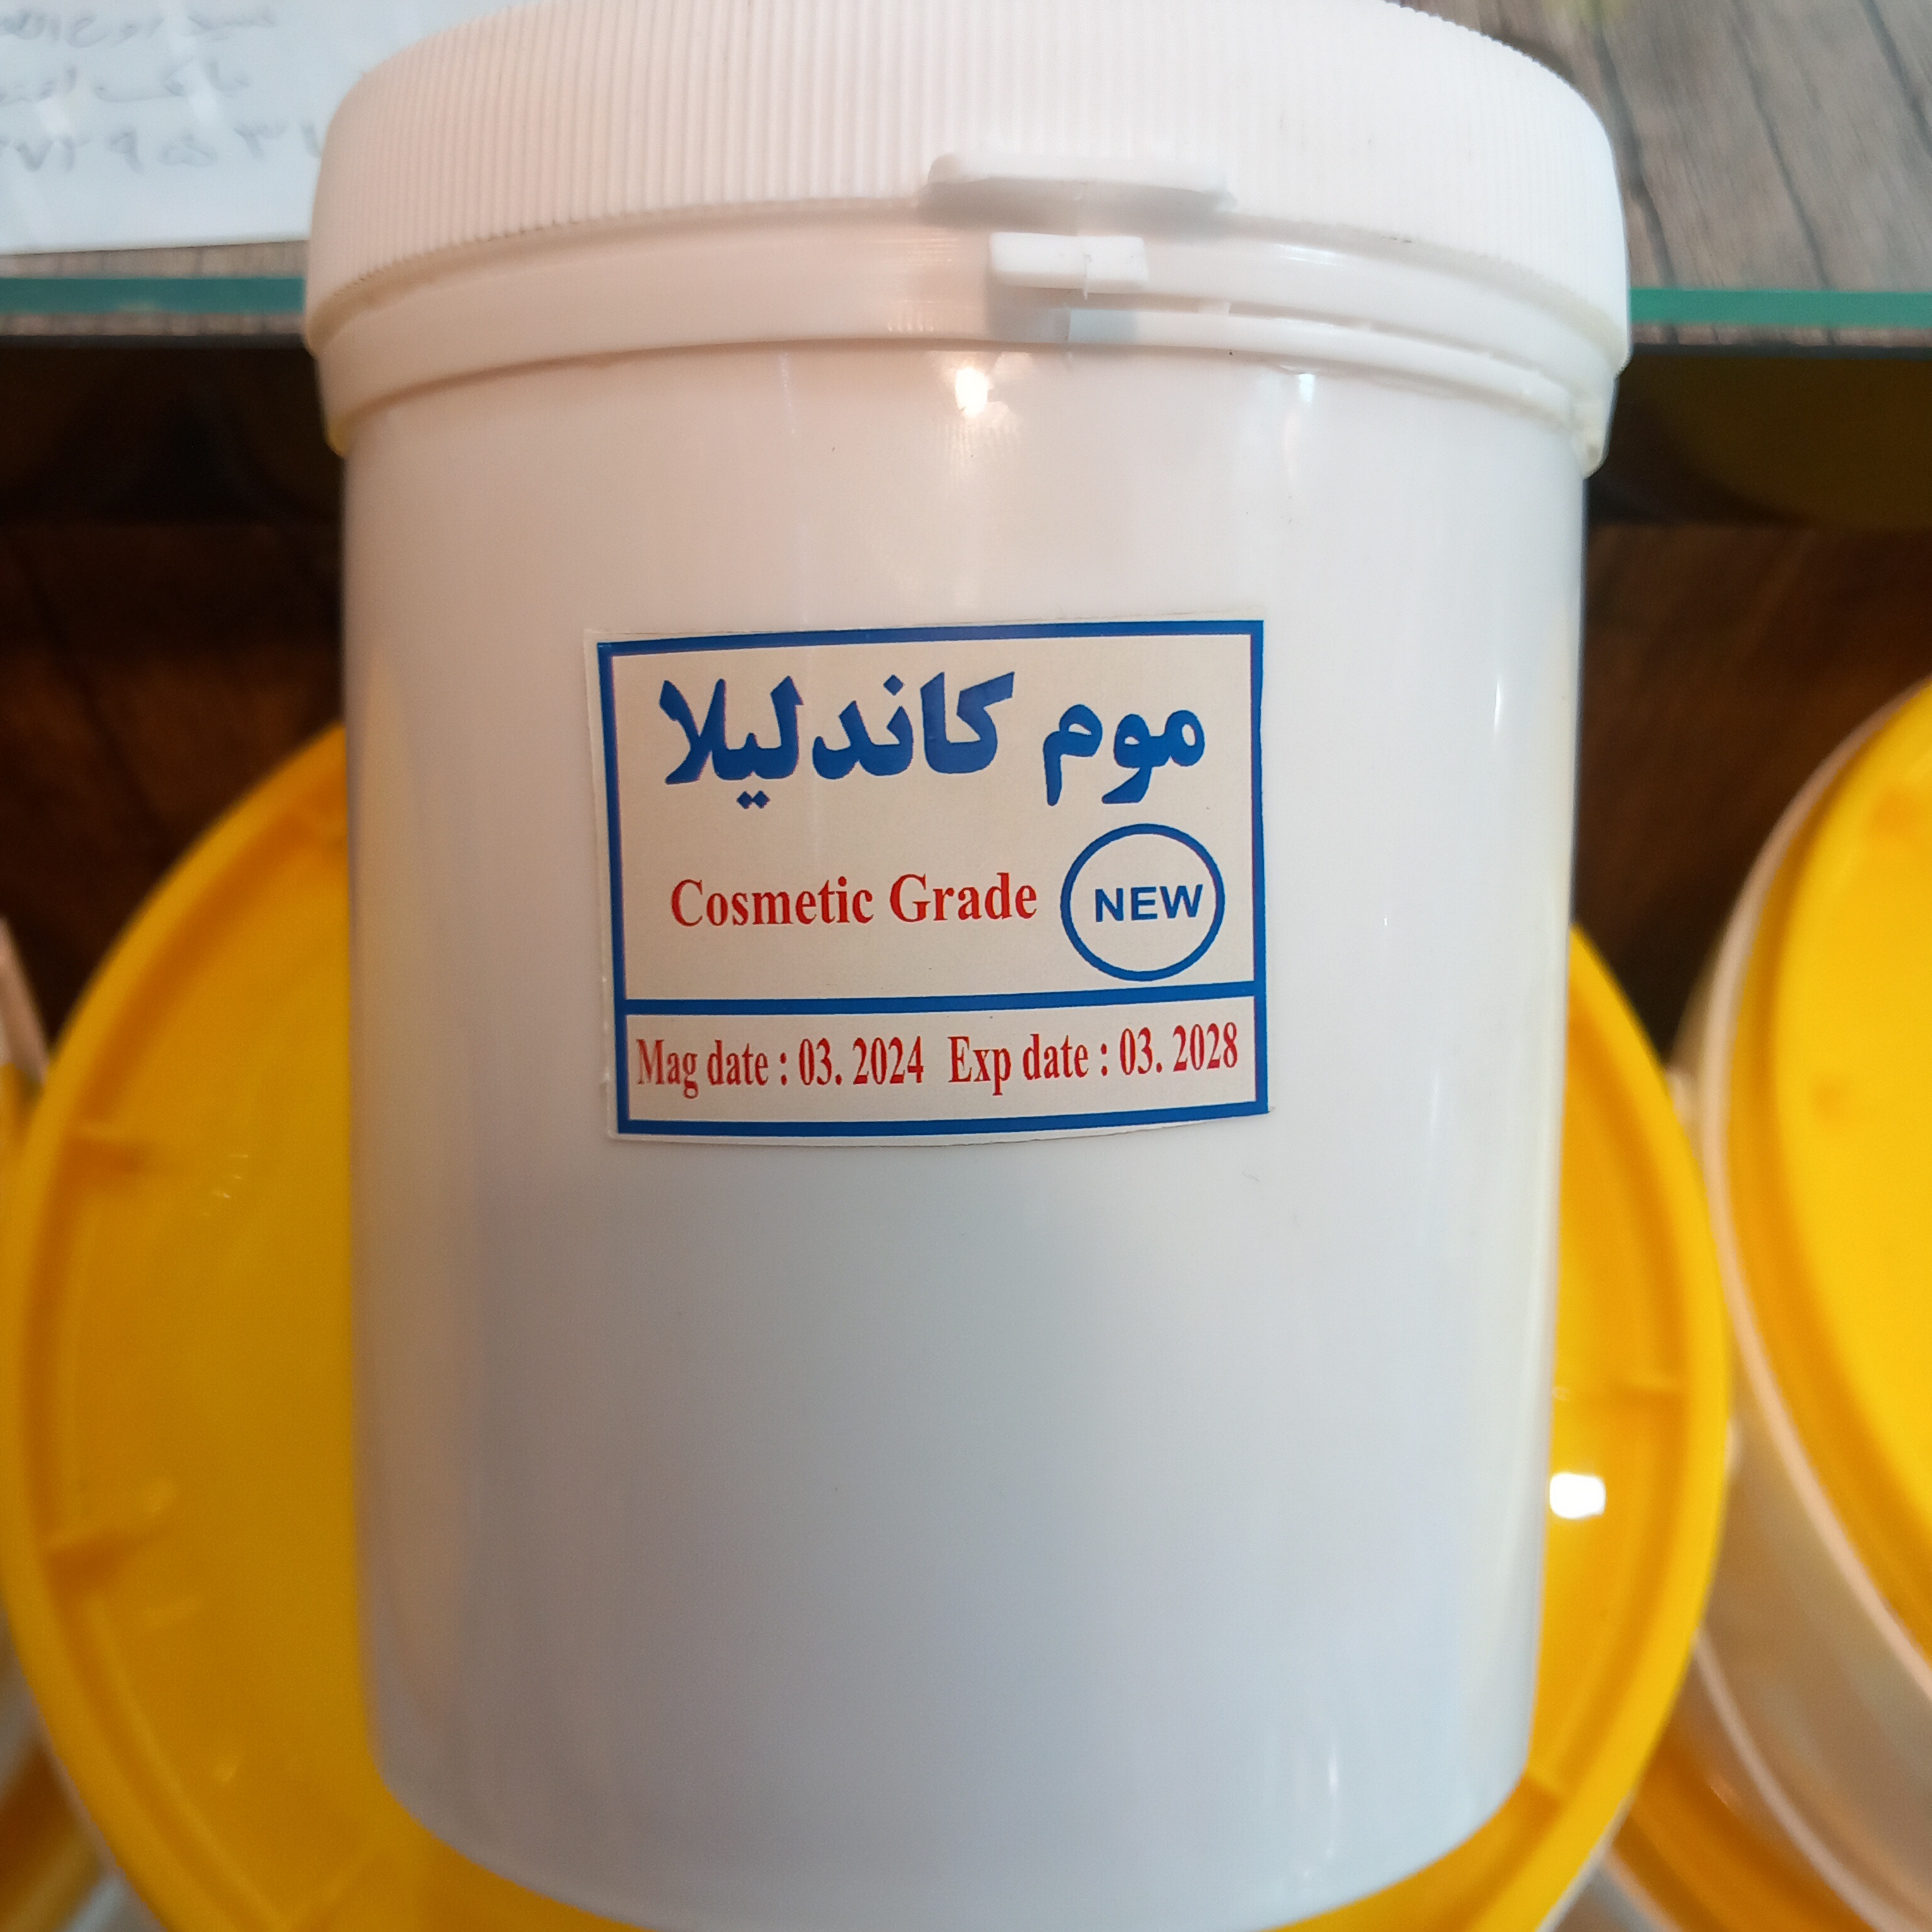 موم کاندلیلا
Cosmetic Grade NEW
Mag date : 03. 2024 Exp date : 03. 2028